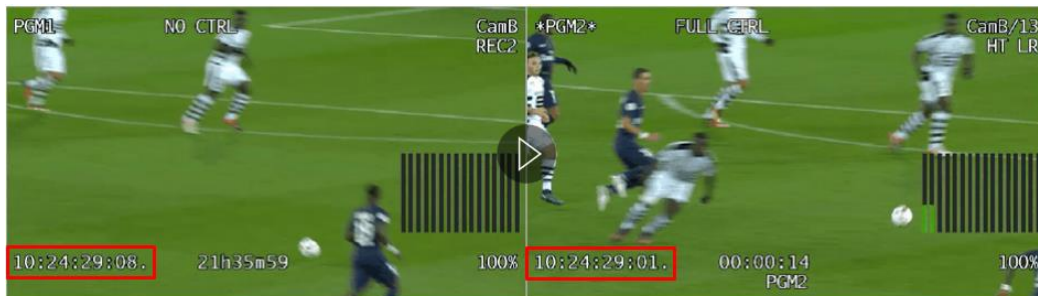 PGM1 NO CTRL CamB
REC2
10:24:29:08. 21h35m59 100%
*PGM2* FULL CTRL CamB/13
HT LR
10:24:29:01. 00:00:14 100%
PGM2